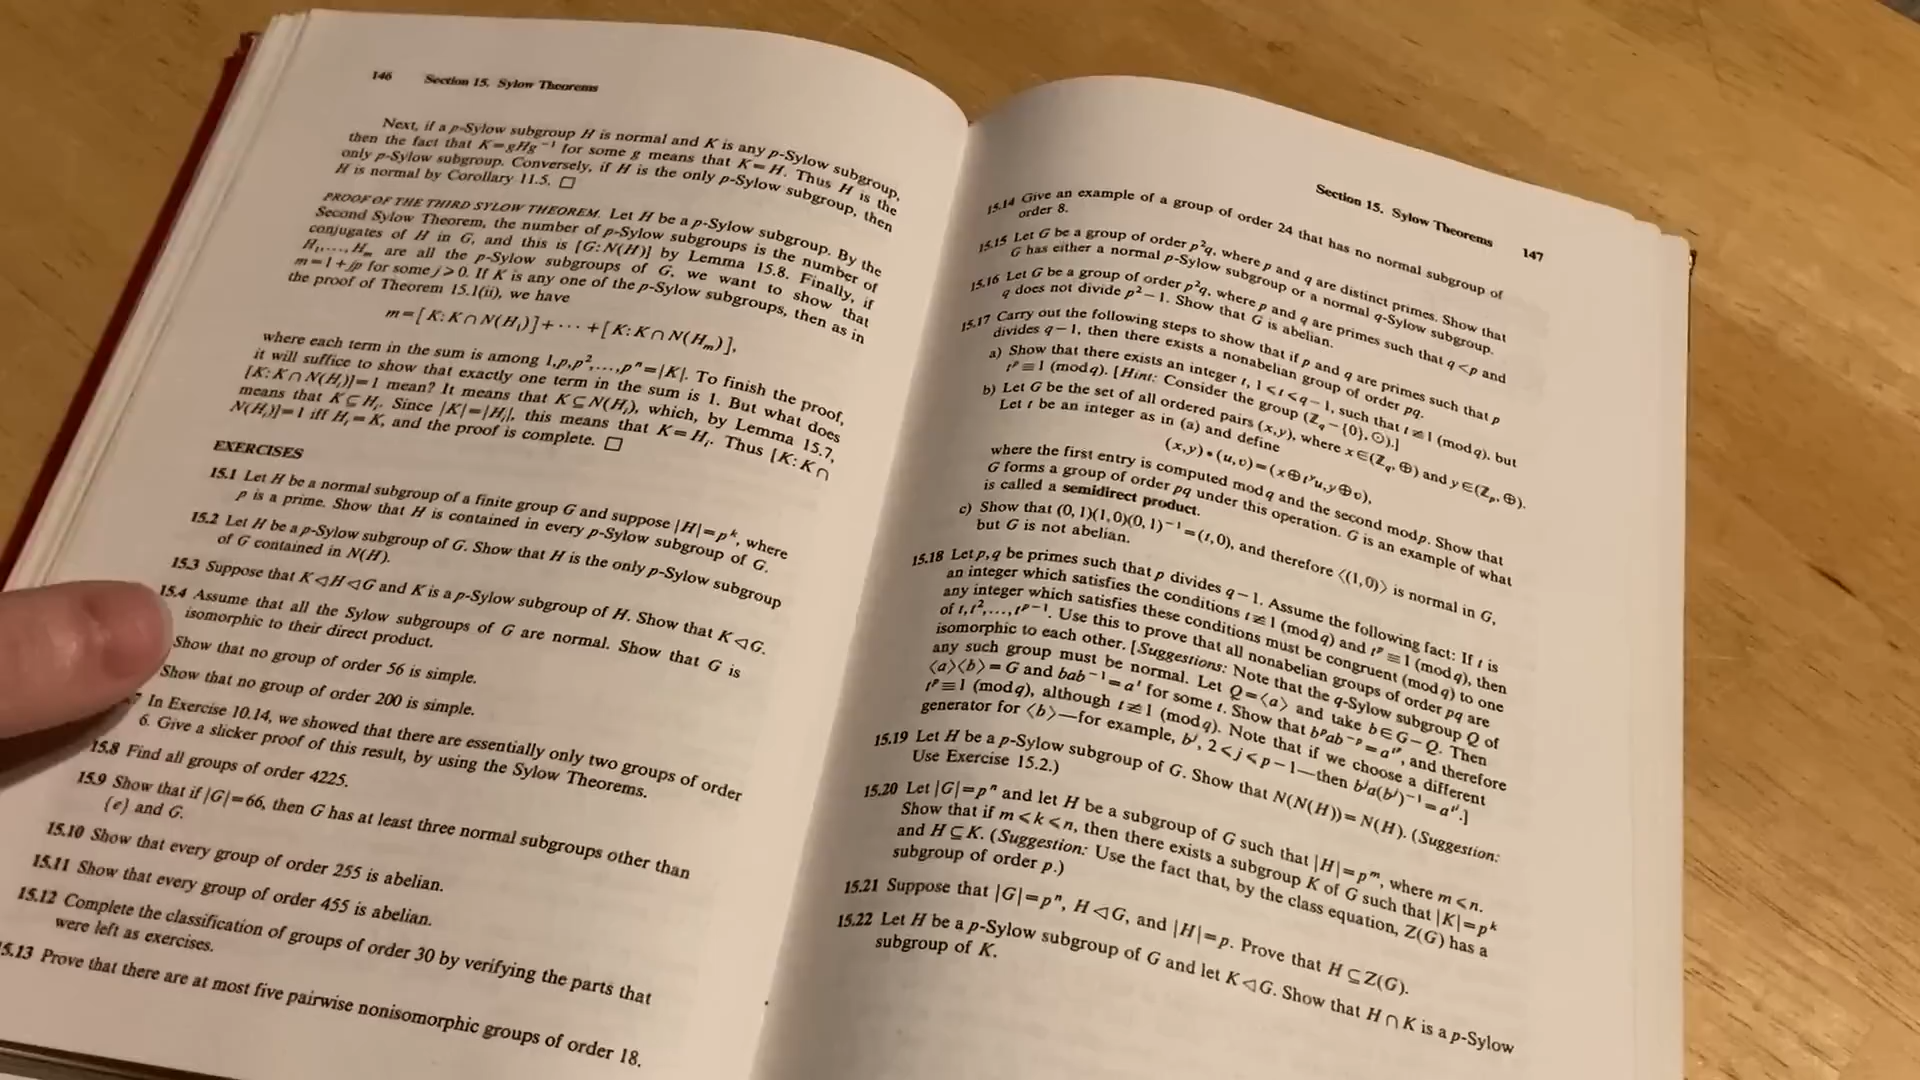 146 Section 15. Sylow Theorems
Next, if a p-Sylow subgroup H is normal and K is any p-Sylow subgroup,
then the fact that K=gHg⁻¹ for some g means that K=H. Thus H is the
only p-Sylow subgroup. Conversely, if H is the only p-Sylow subgroup, then
H is normal by Corollary 11.5. □
PROOF OF THE THIRD SYLOW THEOREM. Let H be a p-Sylow subgroup. By the
Second Sylow Theorem, the number of p-Sylow subgroups is the number of
conjugates of H in G, and this is [G:N(H)] by Lemma 15.8. Finally, if
H₁,...,Hₘ are all the p-Sylow subgroups of G, we want to show that
m=1+jp for some j⩾0. If K is any one of the p-Sylow subgroups, then as in
the proof of Theorem 15.1(ii), we have
m=[K:K∩N(H₁)]+⋯+[K:K∩N(Hₘ)],
where each term in the sum is among 1,p,p²,...,pⁿ=|K|. To finish the proof,
it will suffice to show that exactly one term in the sum is 1. But what does
[K:K∩N(Hᵢ)]=1 mean? It means that K⊆N(Hᵢ), which, by Lemma 15.7,
means that K⊆Hᵢ. Since |K|=|Hᵢ|, this means that K=Hᵢ. Thus [K:K∩
N(Hᵢ)]=1 iff Hᵢ=K, and the proof is complete. □
EXERCISES
15.1 Let H be a normal subgroup of a finite group G and suppose |H|=pᵏ, where
p is a prime. Show that H is contained in every p-Sylow subgroup of G.
15.2 Let H be a p-Sylow subgroup of G. Show that H is the only p-Sylow subgroup
of G contained in N(H).
15.3 Suppose that K◁H◁G and K is a p-Sylow subgroup of H. Show that K◁G.
15.4 Assume that all the Sylow subgroups of G are normal. Show that G is
isomorphic to their direct product.
Show that no group of order 56 is simple.
Show that no group of order 200 is simple.
7 In Exercise 10.14, we showed that there are essentially only two groups of order
6. Give a slicker proof of this result, by using the Sylow Theorems.
15.8 Find all groups of order 4225.
15.9 Show that if |G|=66, then G has at least three normal subgroups other than
{e} and G.
15.10 Show that every group of order 255 is abelian.
15.11 Show that every group of order 455 is abelian.
15.12 Complete the classification of groups of order 30 by verifying the parts that
were left as exercises.
5.13 Prove that there are at most five pairwise nonisomorphic groups of order 18.
Section 15. Sylow Theorems 147
15.14 Give an example of a group of order 24 that has no normal subgroup of
order 8.
15.15 Let G be a group of order p²q, where p and q are distinct primes. Show that
G has either a normal p-Sylow subgroup or a normal q-Sylow subgroup.
15.16 Let G be a group of order p²q, where p and q are primes such that q<p and
q does not divide p²−1. Show that G is abelian.
15.17 Carry out the following steps to show that if p and q are primes such that p
divides q−1, then there exists a nonabelian group of order pq.
a) Show that there exists an integer t, 1<t<q−1, such that t≢1 (mod q), but
tᵖ≡1 (mod q). [Hint: Consider the group (ℤ_q−{0},⊙).]
b) Let G be the set of all ordered pairs (x,y), where x∈(ℤ_q,⊕) and y∈(ℤₚ,⊕).
Let t be an integer as in (a) and define
(x,y)*(u,v)=(x⊕tʸu,y⊕v),
where the first entry is computed mod q and the second mod p. Show that
G forms a group of order pq under this operation. G is an example of what
is called a semidirect product.
c) Show that (0,1)(1,0)(0,1)⁻¹=(t,0), and therefore ⟨(1,0)⟩ is normal in G,
but G is not abelian.
15.18 Let p,q be primes such that p divides q−1. Assume the following fact: If t is
an integer which satisfies the conditions t≢1 (mod q) and tᵖ≡1 (mod q), then
any integer which satisfies these conditions must be congruent (mod q) to one
of t,t²,...,tᵖ⁻¹. Use this to prove that all nonabelian groups of order pq are
isomorphic to each other. [Suggestions: Note that the q-Sylow subgroup Q of
any such group must be normal. Let Q=⟨a⟩ and take b∈G−Q. Then
⟨a⟩⟨b⟩=G and bab⁻¹=aᵗ for some t. Show that bᵖab⁻ᵖ=a^{tᵖ}, and therefore
tᵖ≡1 (mod q), although t≢1 (mod q). Note that if we choose a different
generator for ⟨b⟩—for example, bʲ, 2⩽j⩽p−1—then bʲa(bʲ)⁻¹=a^{tʲ}.]
15.19 Let H be a p-Sylow subgroup of G. Show that N(N(H))=N(H). (Suggestion:
Use Exercise 15.2.)
15.20 Let |G|=pⁿ and let H be a subgroup of G such that |H|=pᵐ, where m⩽n.
Show that if m⩽k⩽n, then there exists a subgroup K of G such that |K|=pᵏ
and H⊆K. (Suggestion: Use the fact that, by the class equation, Z(G) has a
subgroup of order p.)
15.21 Suppose that |G|=pⁿ, H◁G, and |H|=p. Prove that H⊆Z(G).
15.22 Let H be a p-Sylow subgroup of G and let K◁G. Show that H∩K is a p-Sylow
subgroup of K.